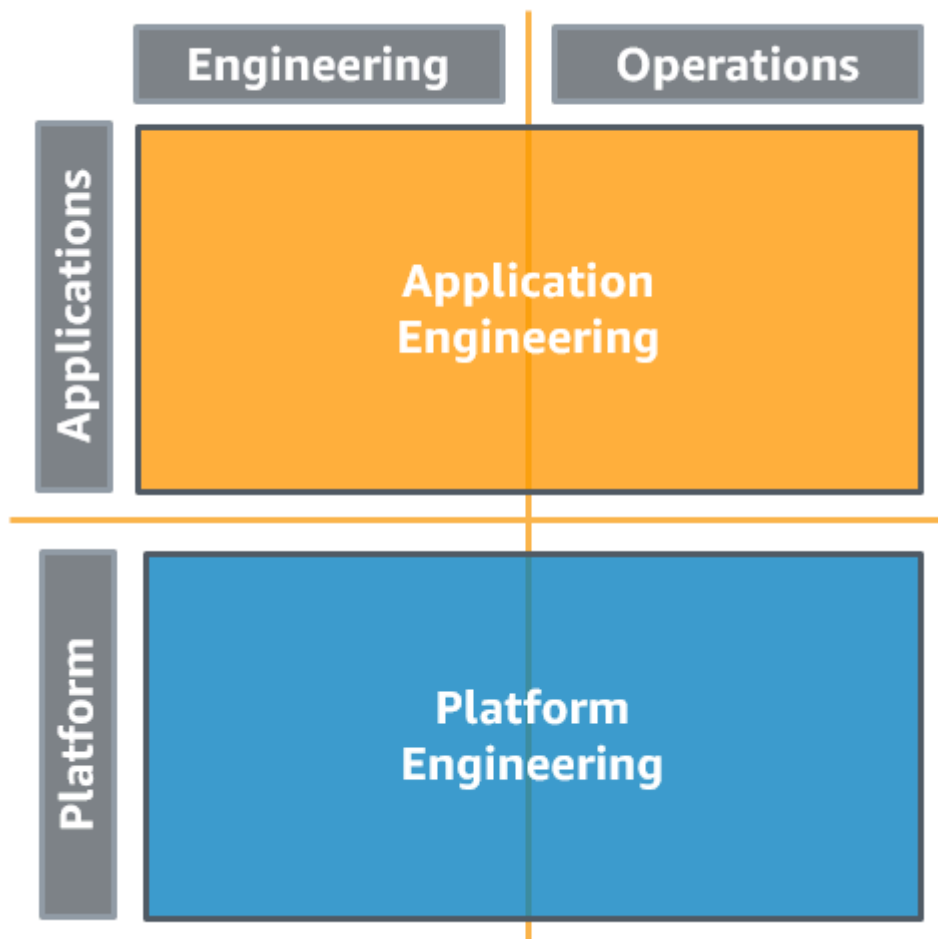 Engineering
Operations
Applications
Application
Engineering
Platform
Platform
Engineering